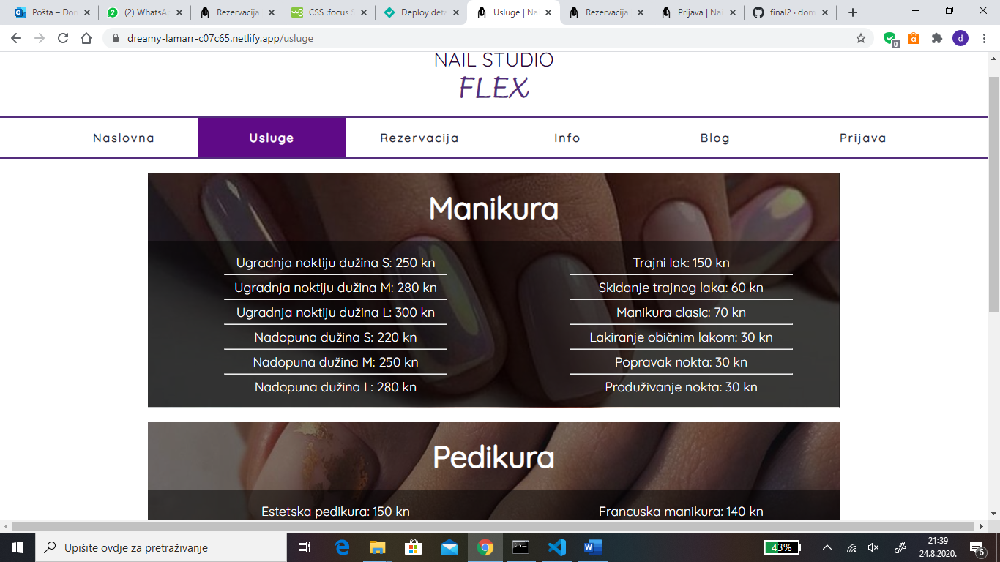 Pošta – Dor
(2) WhatsAp
Rezervacija
CSS :focus S
Deploy deta
Usluge | Na
Rezervacija
Prijava | Nai
final2 · dom
dreamy-lamarr-c07c65.netlify.app/usluge
0
a
d
NAIL STUDIO
FLEX
Naslovna
Usluge
Rezervacija
Info
Blog
Prijava
Manikura
Ugradnja noktiju dužina S: 250 kn
Ugradnja noktiju dužina M: 280 kn
Ugradnja noktiju dužina L: 300 kn
Nadopuna dužina S: 220 kn
Nadopuna dužina M: 250 kn
Nadopuna dužina L: 280 kn
Trajni lak: 150 kn
Skidanje trajnog laka: 60 kn
Manikura clasic: 70 kn
Lakiranje običnim lakom: 30 kn
Popravak nokta: 30 kn
Produživanje nokta: 30 kn
Pedikura
Estetska pedikura: 150 kn
Francuska manikura: 140 kn
Upišite ovdje za pretraživanje
43%
21:39
24.8.2020.
6